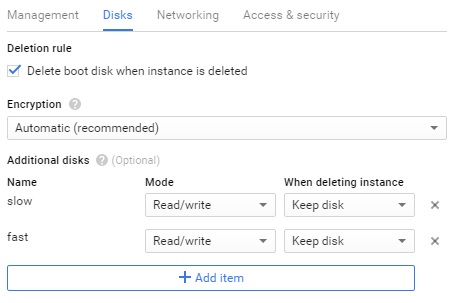 Management Disks Networking Access & security
Deletion rule
Delete boot disk when instance is deleted
Encryption ?
Automatic (recommended)
Additional disks ? (Optional)
Name Mode When deleting instance
slow Read/write Keep disk ×
fast Read/write Keep disk ×
+ Add item